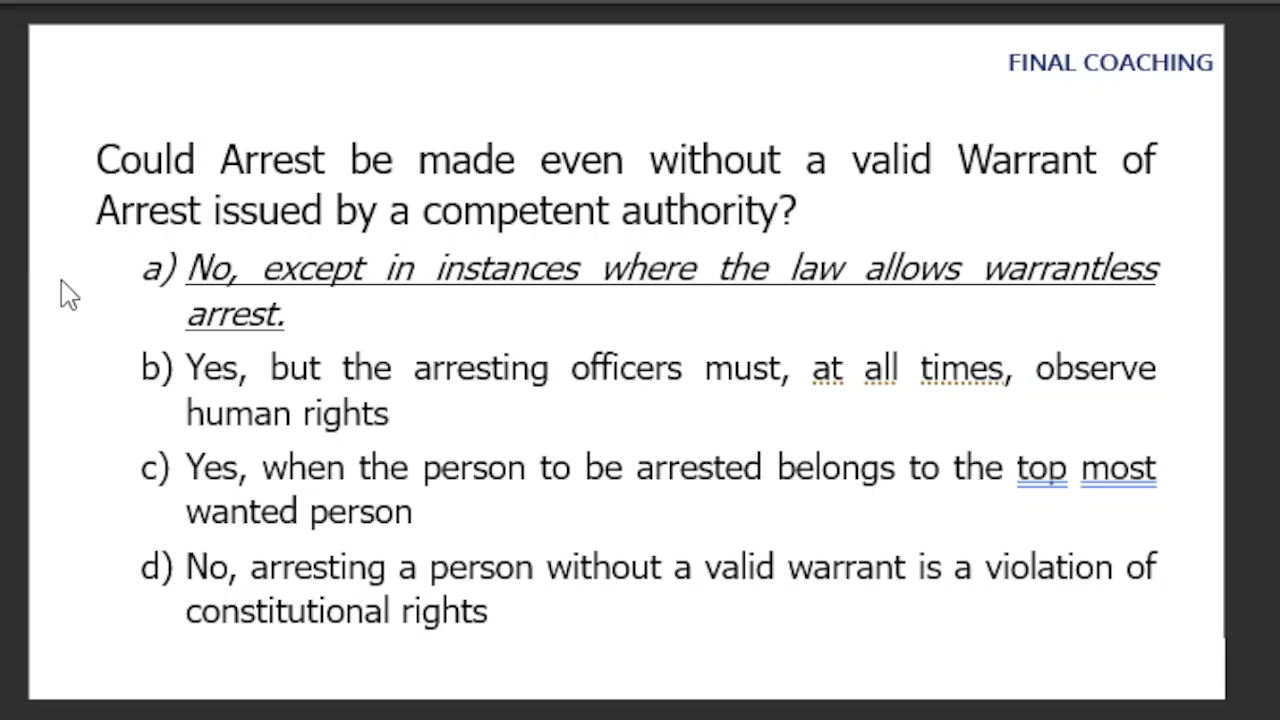 FINAL COACHING
Could Arrest be made even without a valid Warrant of
Arrest issued by a competent authority?
a) No, except in instances where the law allows warrantless
arrest.
b) Yes, but the arresting officers must, at all times, observe
human rights
c) Yes, when the person to be arrested belongs to the top most
wanted person
d) No, arresting a person without a valid warrant is a violation of
constitutional rights